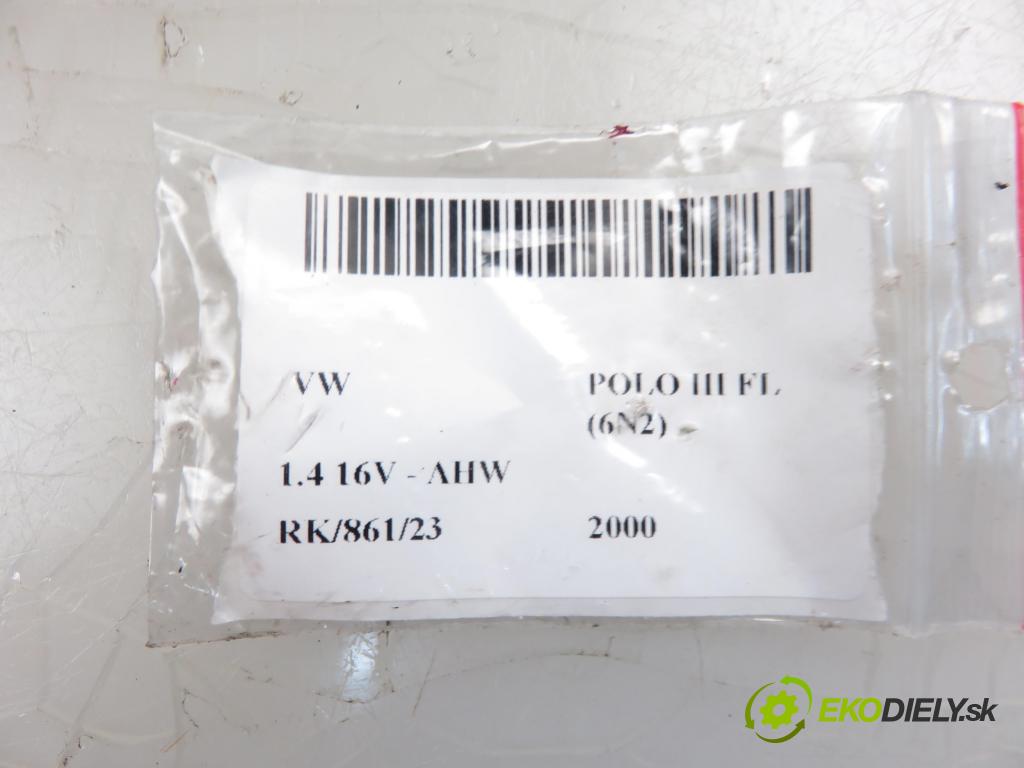 VW POLO III FL
(6N2)
1.4 16V - AHW
RK/861/23 2000
EKODIELY.sk